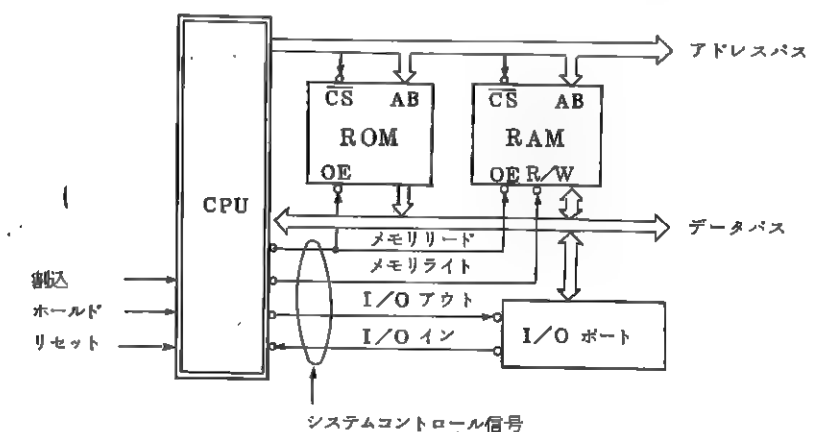 アドレスバス
CS AB
ROM
OE
CS AB
RAM
OE R/W
CPU
データバス
メモリリード
メモリライト
I/O アウト
I/O イン
I/O ポート
割込
ホールド
リセット
システムコントロール信号